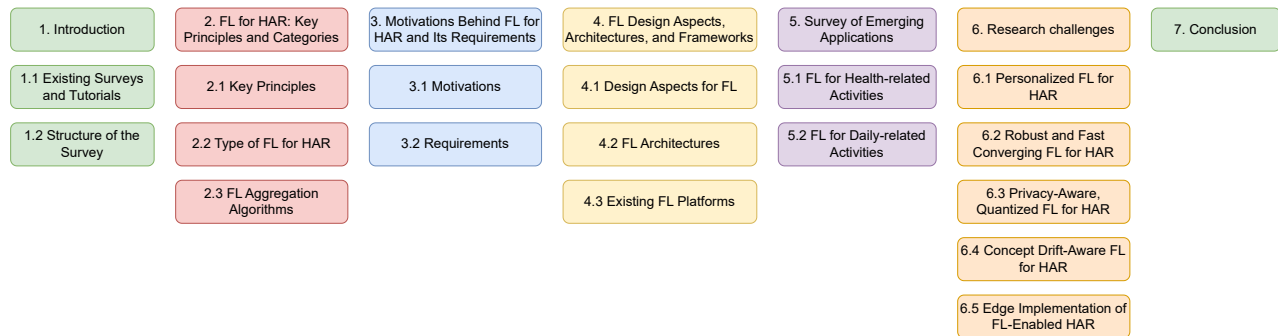 1. Introduction
1.1 Existing Surveys
and Tutorials
1.2 Structure of the
Survey
2. FL for HAR: Key
Principles and Categories
2.1 Key Principles
2.2 Type of FL for HAR
2.3 FL Aggregation
Algorithms
3. Motivations Behind FL for
HAR and Its Requirements
3.1 Motivations
3.2 Requirements
4. FL Design Aspects,
Architectures, and Frameworks
4.1 Design Aspects for FL
4.2 FL Architectures
4.3 Existing FL Platforms
5. Survey of Emerging
Applications
5.1 FL for Health-related
Activities
5.2 FL for Daily-related
Activities
6. Research challenges
6.1 Personalized FL for
HAR
6.2 Robust and Fast
Converging FL for HAR
6.3 Privacy-Aware,
Quantized FL for HAR
6.4 Concept Drift-Aware FL
for HAR
6.5 Edge Implementation of
FL-Enabled HAR
7. Conclusion